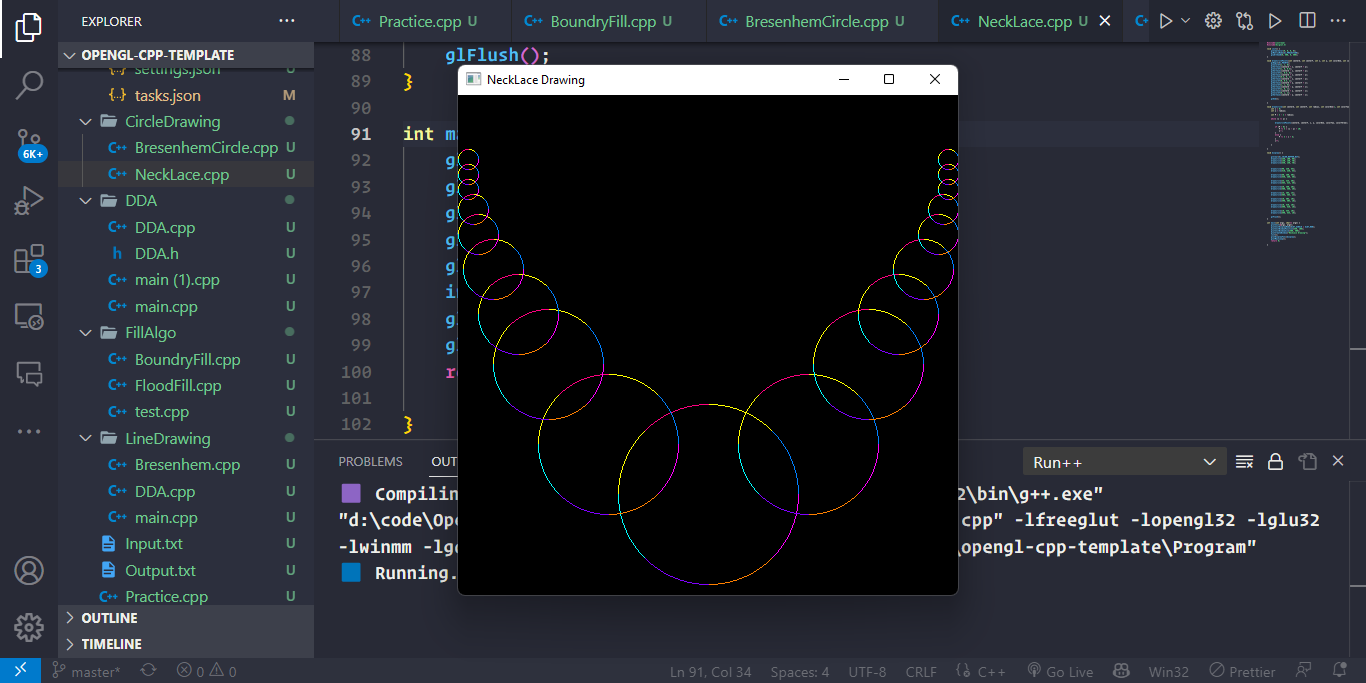 EXPLORER
Practice.cpp U
BoundryFill.cpp U
BresenhemCircle.cpp U
NeckLace.cpp U
OPENGL-CPP-TEMPLATE
settings.json U
tasks.json M
CircleDrawing
BresenhemCircle.cpp U
NeckLace.cpp U
DDA
DDA.cpp U
h DDA.h U
main (1).cpp U
main.cpp U
FillAlgo
BoundryFill.cpp U
FloodFill.cpp U
test.cpp U
LineDrawing
Bresenhem.cpp U
DDA.cpp U
main.cpp U
Input.txt U
Output.txt U
Practice.cpp U
OUTLINE
TIMELINE
6K+
3
88 glFlush();
89 }
90
91 int m
92 g
93 g
94 g
95 g
96 g
97 i
98 g
99 g
100 r
101
102 }
NeckLace Drawing
PROBLEMS OUT
Run++
Compilin 2\bin\g++.exe"
"d:\code\Ope cpp" -lfreeglut -lopengl32 -lglu32
-lwinmm -lg \opengl-cpp-template\Program"
Running.
master* 0 0
Ln 91, Col 34 Spaces: 4 UTF-8 CRLF C++ Go Live Win32 Prettier